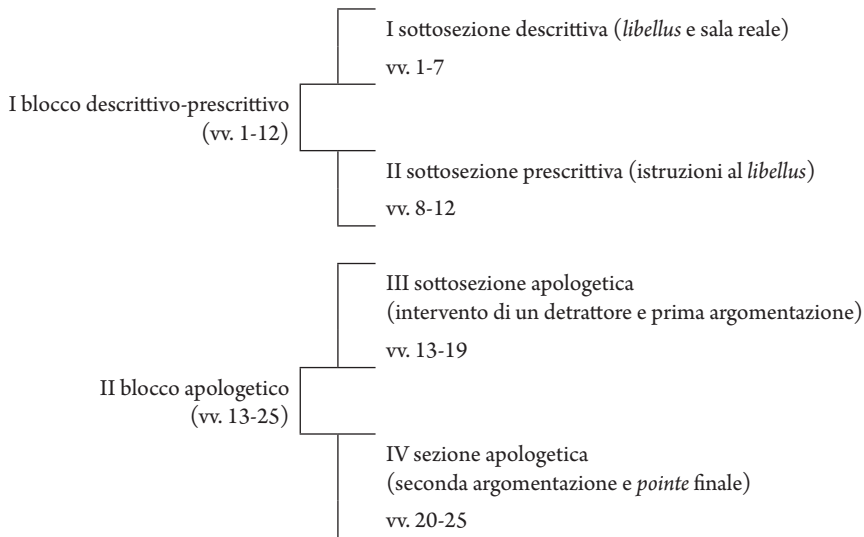 I sottosezione descrittiva (libellus e sala reale)
vv. 1-7
I blocco descrittivo-prescrittivo
(vv. 1-12)
II sottosezione prescrittiva (istruzioni al libellus)
vv. 8-12
III sottosezione apologetica
(intervento di un detrattore e prima argomentazione)
vv. 13-19
II blocco apologetico
(vv. 13-25)
IV sezione apologetica
(seconda argomentazione e pointe finale)
vv. 20-25